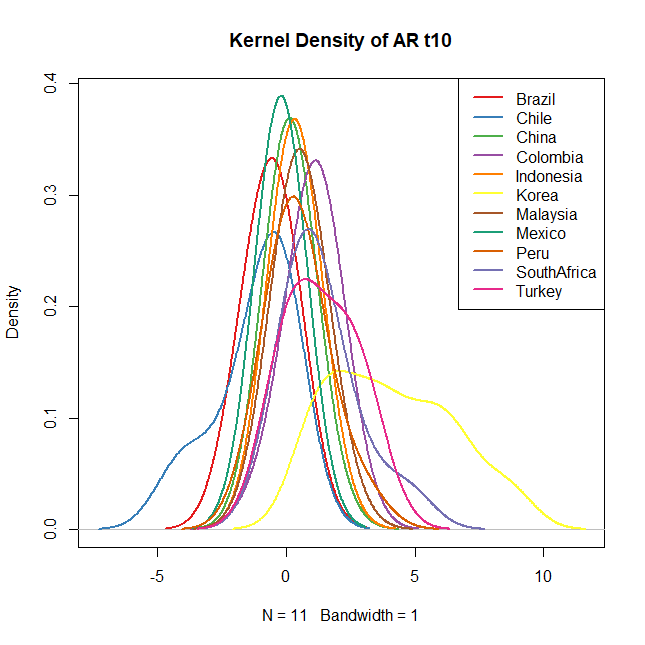 Kernel Density of AR t10
Density
0.0
0.1
0.2
0.3
0.4
Brazil
Chile
China
Colombia
Indonesia
Korea
Malaysia
Mexico
Peru
SouthAfrica
Turkey
-5
0
5
10
N = 11   Bandwidth = 1